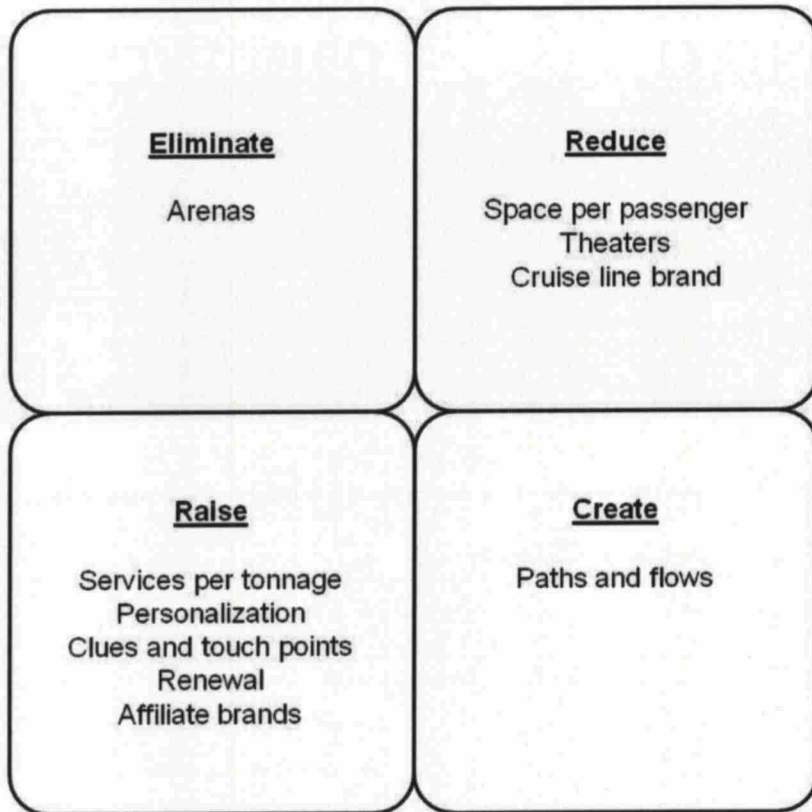 Eliminate
Arenas
Reduce
Space per passenger
Theaters
Cruise line brand
Raise
Services per tonnage
Personalization
Clues and touch points
Renewal
Affiliate brands
Create
Paths and flows